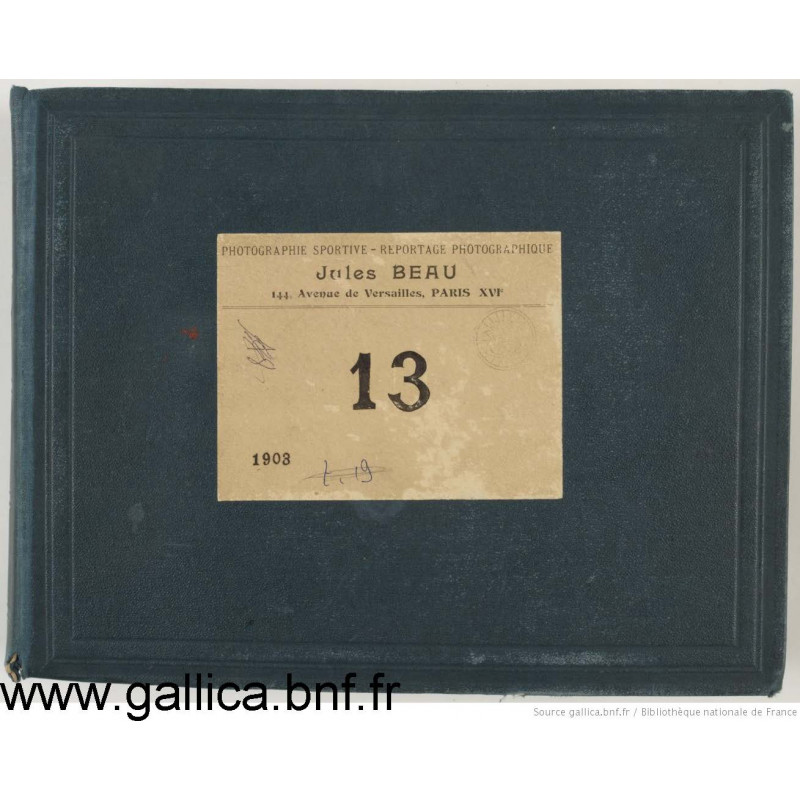 PHOTOGRAPHIE SPORTIVE - REPORTAGE PHOTOGRAPHIQUE
Jules BEAU
144, Avenue de Versailles, PARIS XVIe
13
1903
t. 19
www.gallica.bnf.fr
Source gallica.bnf.fr / Bibliothèque nationale de France